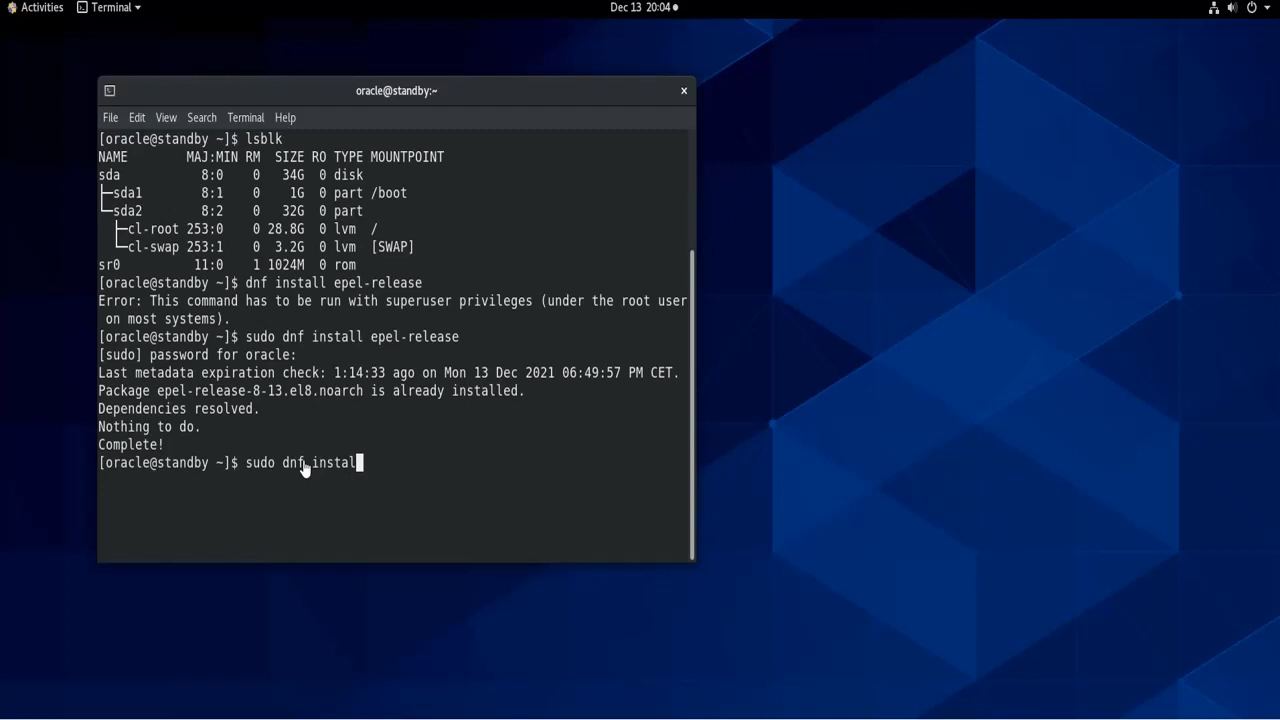 Activities Terminal Dec 13 20:04
oracle@standby:~ x
File Edit View Search Terminal Help
[oracle@standby ~]$ lsblk
NAME MAJ:MIN RM SIZE RO TYPE MOUNTPOINT
sda 8:0 0 34G 0 disk
├─sda1 8:1 0 1G 0 part /boot
└─sda2 8:2 0 32G 0 part
├─cl-root 253:0 0 28.8G 0 lvm /
└─cl-swap 253:1 0 3.2G 0 lvm [SWAP]
sr0 11:0 1 1024M 0 rom
[oracle@standby ~]$ dnf install epel-release
Error: This command has to be run with superuser privileges (under the root user
on most systems).
[oracle@standby ~]$ sudo dnf install epel-release
[sudo] password for oracle:
Last metadata expiration check: 1:14:33 ago on Mon 13 Dec 2021 06:49:57 PM CET.
Package epel-release-8-13.el8.noarch is already installed.
Dependencies resolved.
Nothing to do.
Complete!
[oracle@standby ~]$ sudo dnf instal